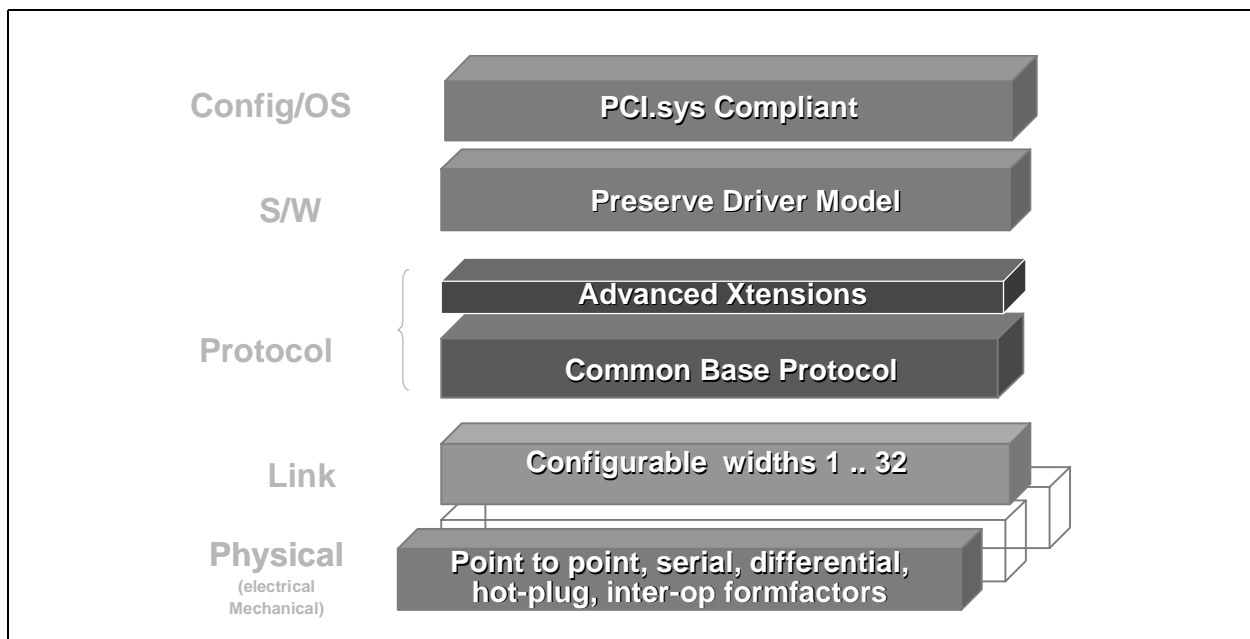 Config/OS
PCI.sys Compliant
S/W
Preserve Driver Model
Advanced Xtensions
Protocol
Common Base Protocol
Link
Configurable widths 1 .. 32
Physical
(electrical
Mechanical)
Point to point, serial, differential,
hot-plug, inter-op formfactors